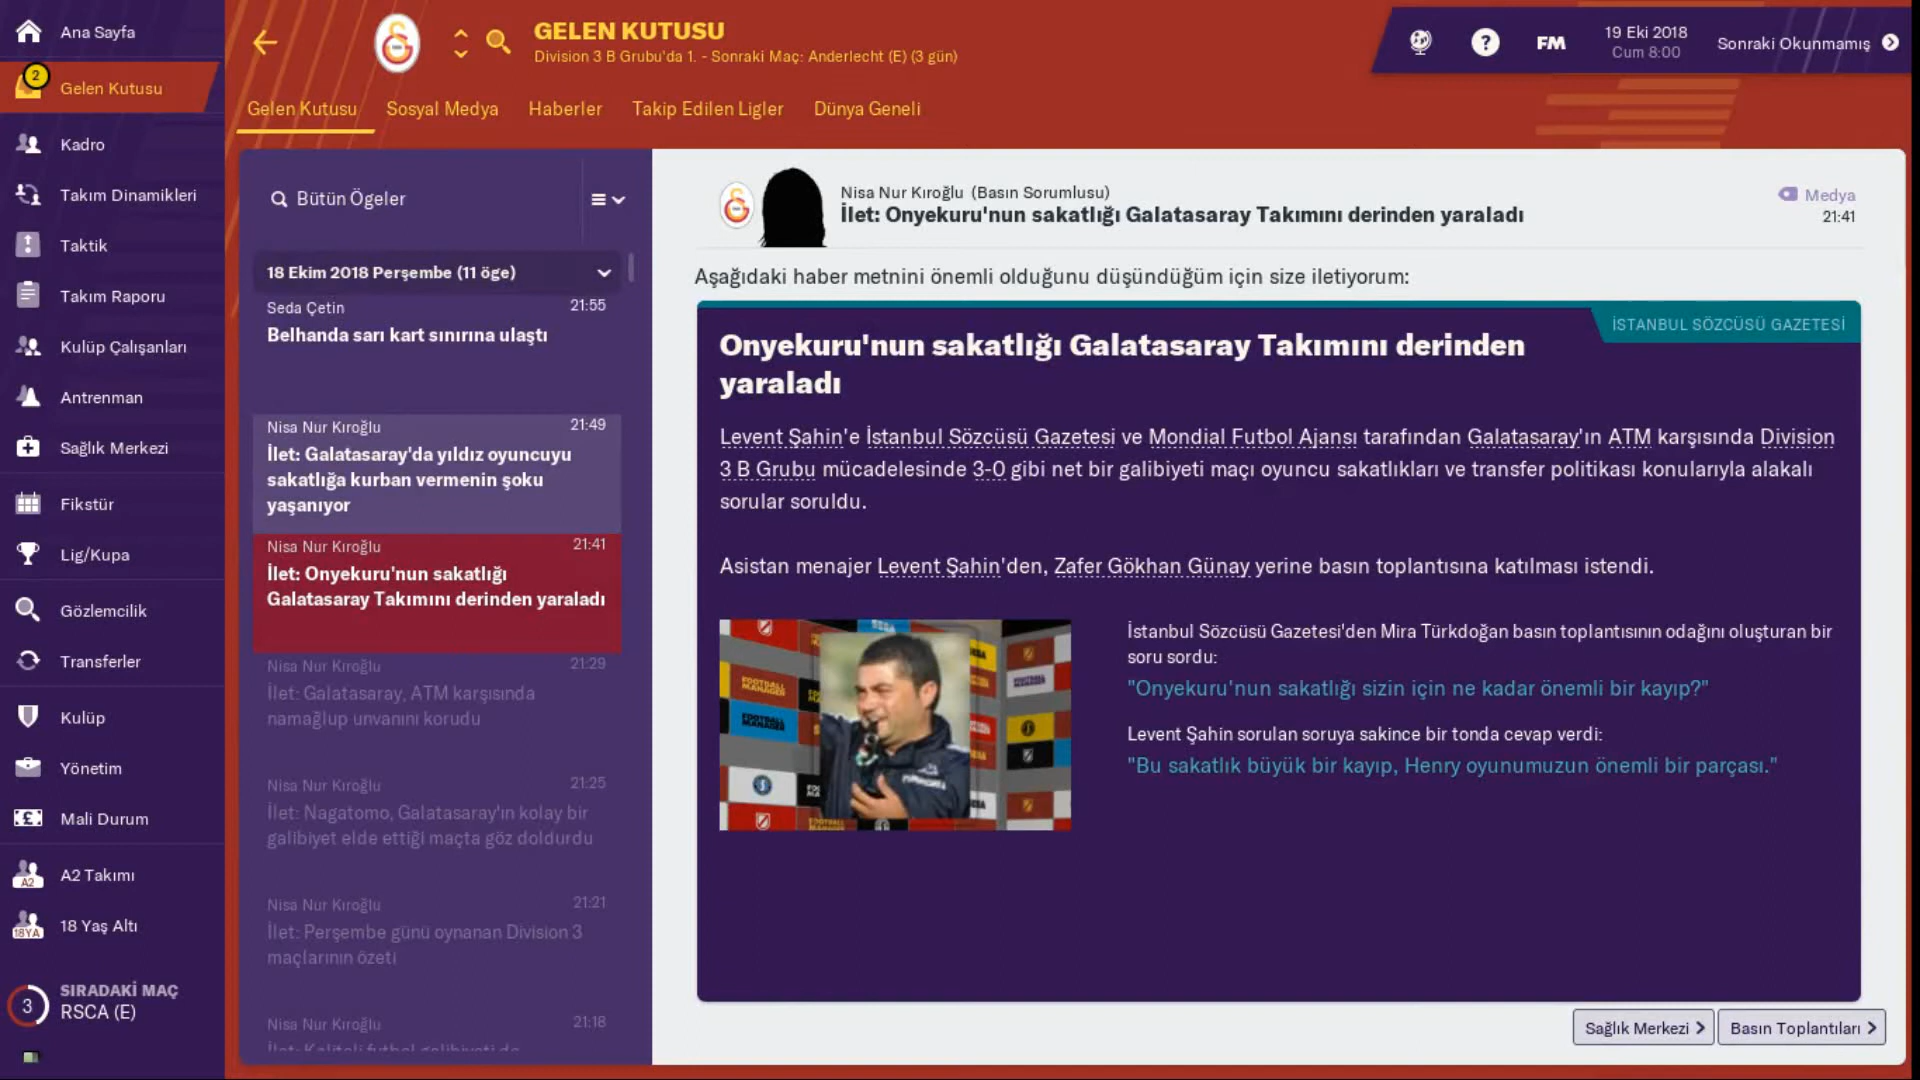 Ana Sayfa
2
Gelen Kutusu
Kadro
Takım Dinamikleri
Taktik
Takım Raporu
Kulüp Çalışanları
Antrenman
Sağlık Merkezi
Fikstür
Lig/Kupa
Gözlemcilik
Transferler
Kulüp
Yönetim
Mali Durum
A2 Takımı
18 Yaş Altı
3
SIRADAKİ MAÇ
RSCA (E)
GELEN KUTUSU
Division 3 B Grubu'da 1. - Sonraki Maç: Anderlecht (E) (3 gün)
?
FM
19 Eki 2018
Cum 8:00
Sonraki Okunmamış
Gelen Kutusu
Sosyal Medya
Haberler
Takip Edilen Ligler
Dünya Geneli
Bütün Ögeler
18 Ekim 2018 Perşembe (11 öge)
Seda Çetin 21:55
Belhanda sarı kart sınırına ulaştı
Nisa Nur Kıroğlu 21:49
İlet: Galatasaray'da yıldız oyuncuyu
sakatlığa kurban vermenin şoku
yaşanıyor
Nisa Nur Kıroğlu 21:41
İlet: Onyekuru'nun sakatlığı
Galatasaray Takımını derinden yaraladı
Nisa Nur Kıroğlu 21:29
İlet: Galatasaray, ATM karşısında
namağlup unvanını korudu
Nisa Nur Kıroğlu 21:25
İlet: Nagatomo, Galatasaray'ın kolay bir
galibiyet elde ettiği maçta göz doldurdu
Nisa Nur Kıroğlu 21:21
İlet: Perşembe günü oynanan Division 3
maçlarının özeti
Nisa Nur Kıroğlu 21:18
Nisa Nur Kıroğlu (Basın Sorumlusu)
İlet: Onyekuru'nun sakatlığı Galatasaray Takımını derinden yaraladı
Medya
21:41
Aşağıdaki haber metnini önemli olduğunu düşündüğüm için size iletiyorum:
İSTANBUL SÖZCÜSÜ GAZETESİ
Onyekuru'nun sakatlığı Galatasaray Takımını derinden
yaraladı
Levent Şahin'e İstanbul Sözcüsü Gazetesi ve Mondial Futbol Ajansı tarafından Galatasaray'ın ATM karşısında Division
3 B Grubu mücadelesinde 3-0 gibi net bir galibiyeti maçı oyuncu sakatlıkları ve transfer politikası konularıyla alakalı
sorular soruldu.
Asistan menajer Levent Şahin'den, Zafer Gökhan Günay yerine basın toplantısına katılması istendi.
İstanbul Sözcüsü Gazetesi'den Mira Türkdoğan basın toplantısının odağını oluşturan bir
soru sordu:
"Onyekuru'nun sakatlığı sizin için ne kadar önemli bir kayıp?"
Levent Şahin sorulan soruya sakince bir tonda cevap verdi:
"Bu sakatlık büyük bir kayıp, Henry oyunumuzun önemli bir parçası."
Sağlık Merkezi
Basın Toplantıları